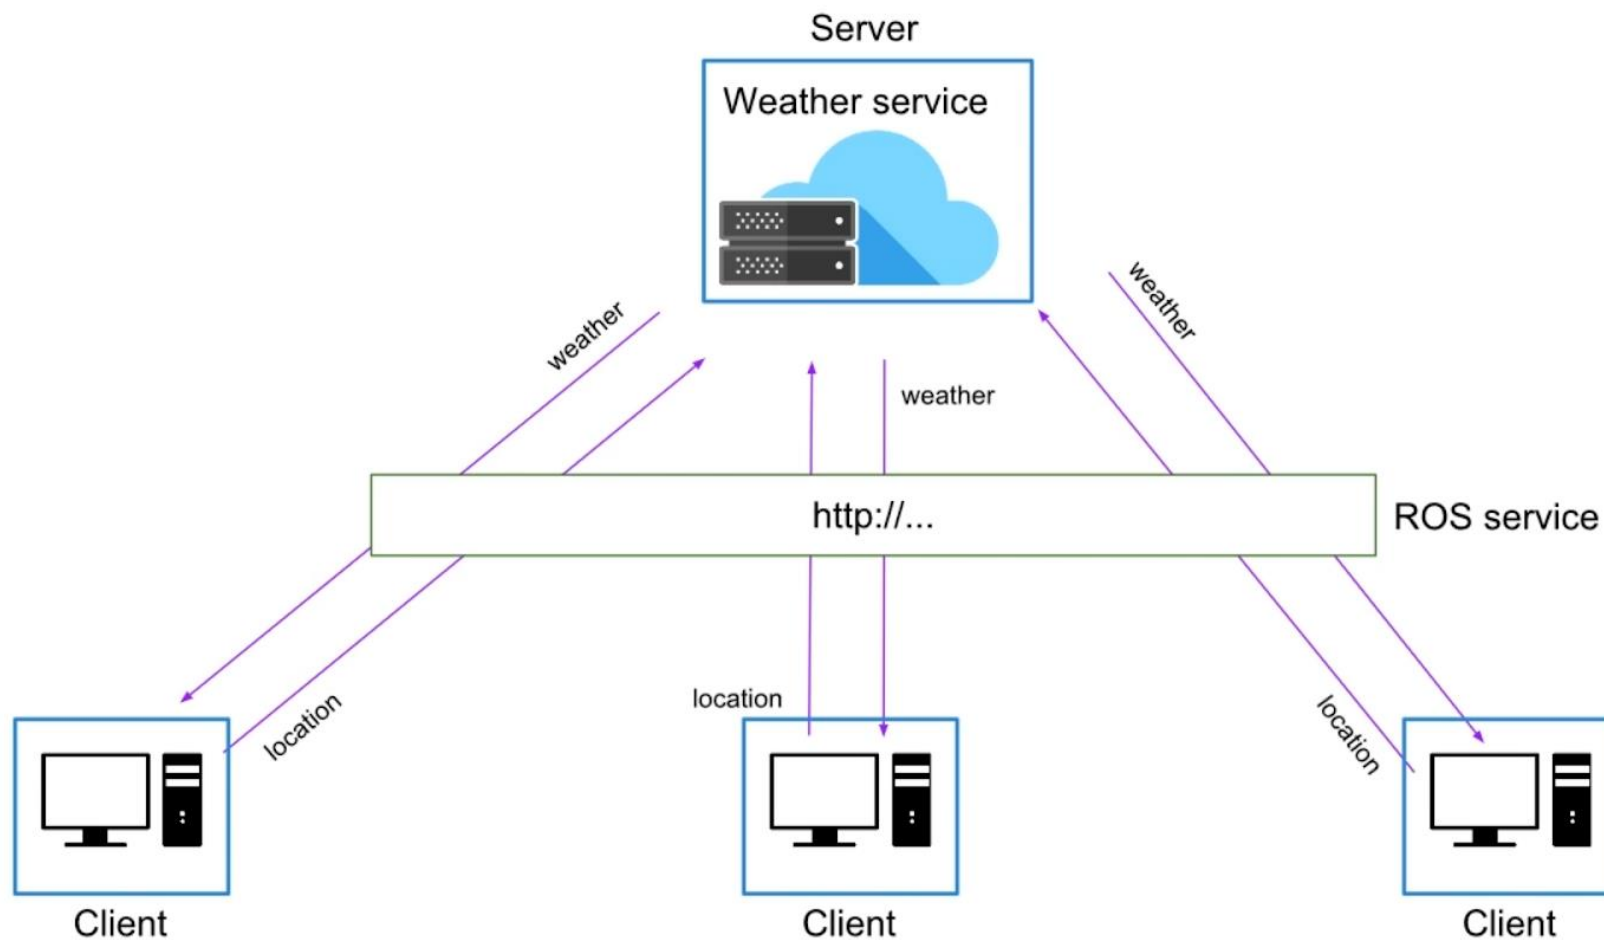 Server
Weather service
weather
weather
weather
http://...
ROS service
location
location
location
Client
Client
Client